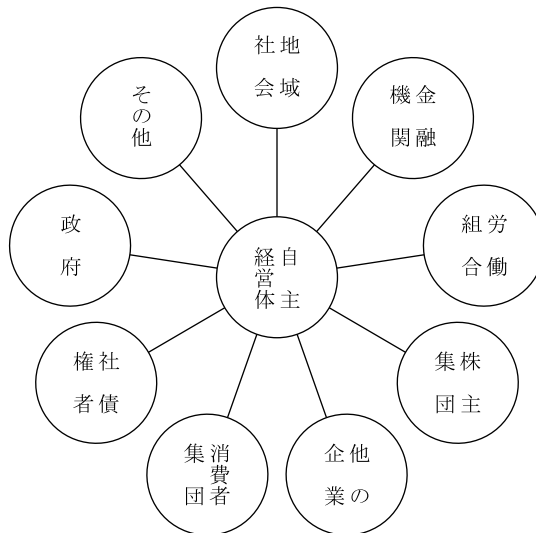 地域
社会
金融
機関
労働
組合
株主
集団
他の
企業
消費者
集団
社債
権者
政府
その他
自主
経営体